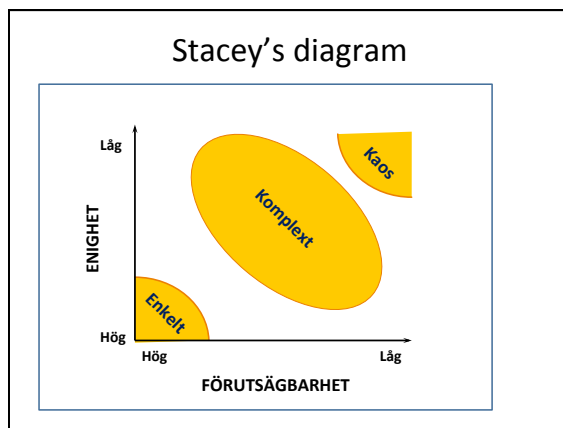 Stacey's diagram
Låg
Kaos
Komplext
ENIGHET
Enkelt
Hög
Hög
Låg
FÖRUTSÄGBARHET